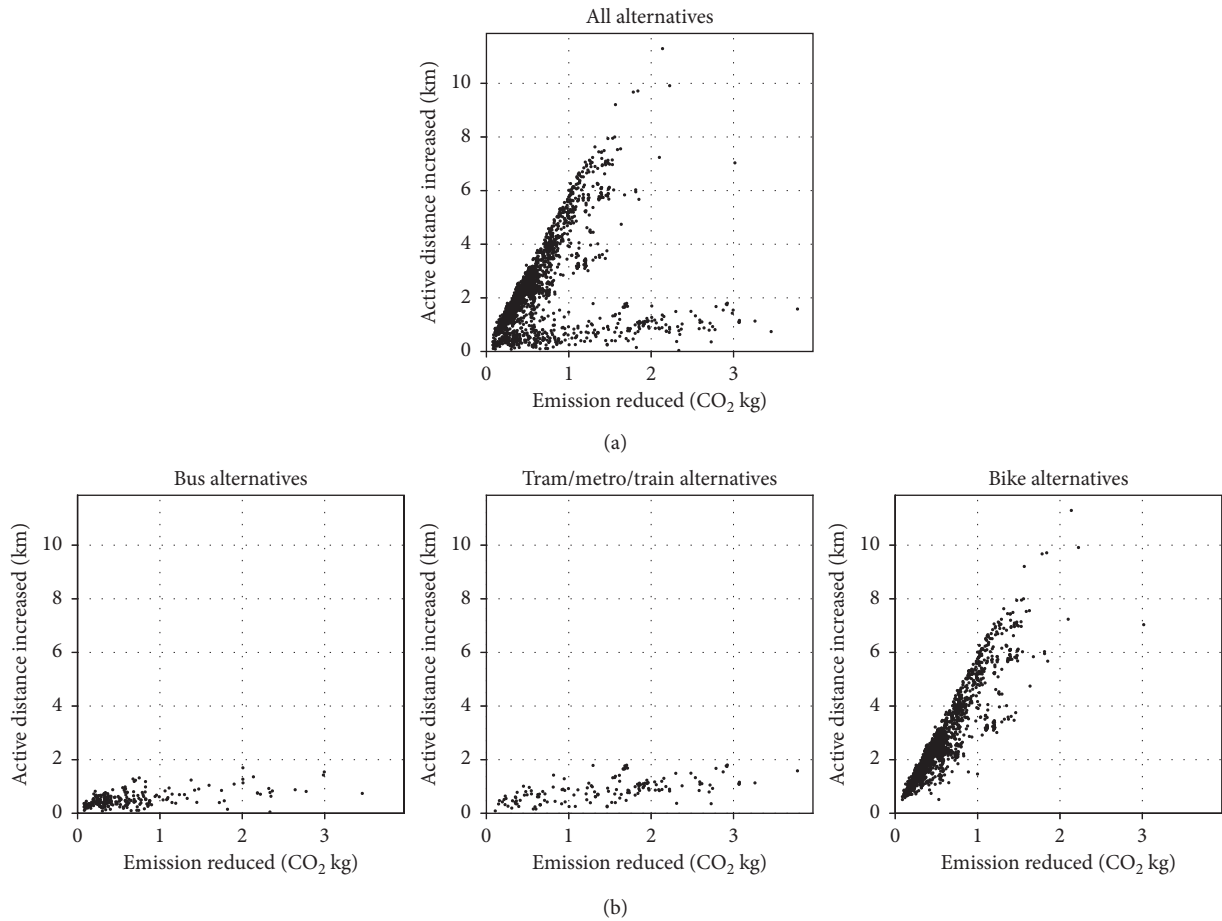 All alternatives
Active distance increased (km)
10
8
6
4
2
0
0 1 2 3
Emission reduced (CO₂ kg)
(a)
Bus alternatives
Active distance increased (km)
10
8
6
4
2
0
0 1 2 3
Emission reduced (CO₂ kg)
Tram/metro/train alternatives
Active distance increased (km)
10
8
6
4
2
0
0 1 2 3
Emission reduced (CO₂ kg)
Bike alternatives
Active distance increased (km)
10
8
6
4
2
0
0 1 2 3
Emission reduced (CO₂ kg)
(b)